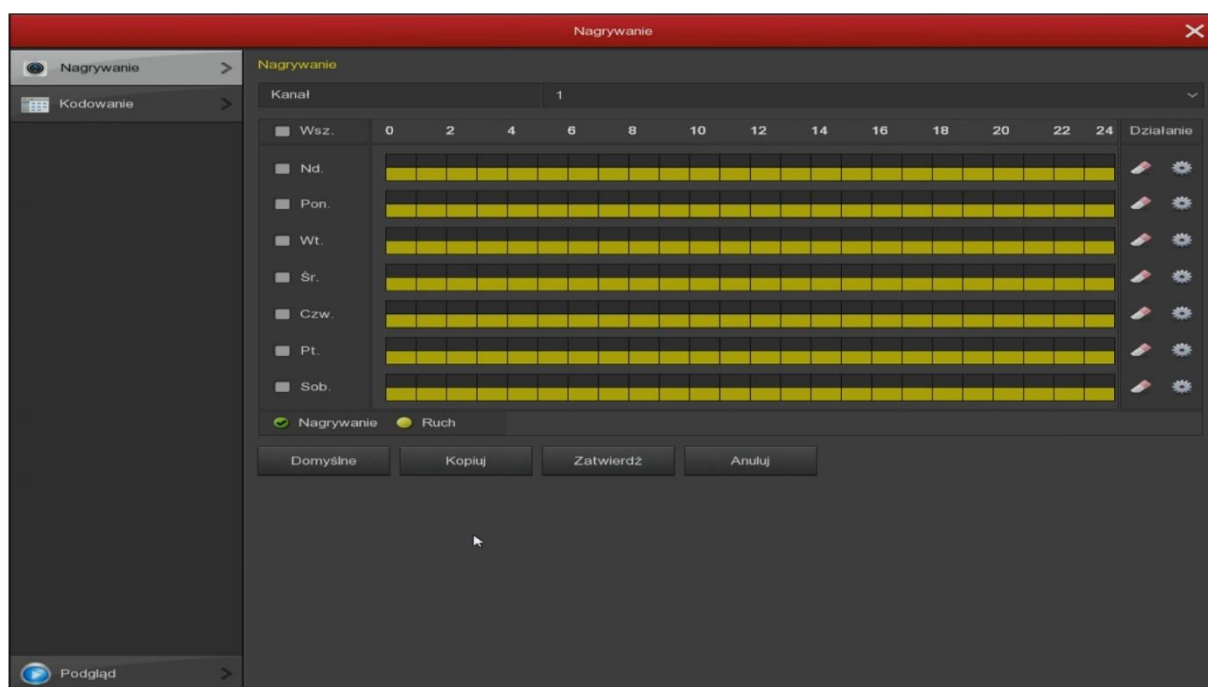 Nagrywanie
Nagrywanie
Kodowanie
Podgląd
Nagrywanie
Kanał 1
Wsz. 0 2 4 6 8 10 12 14 16 18 20 22 24 Działanie
Nd.
Pon.
Wt.
Śr.
Czw.
Pt.
Sob.
Nagrywanie Ruch
Domyślne Kopiuj Zatwierdź Anuluj